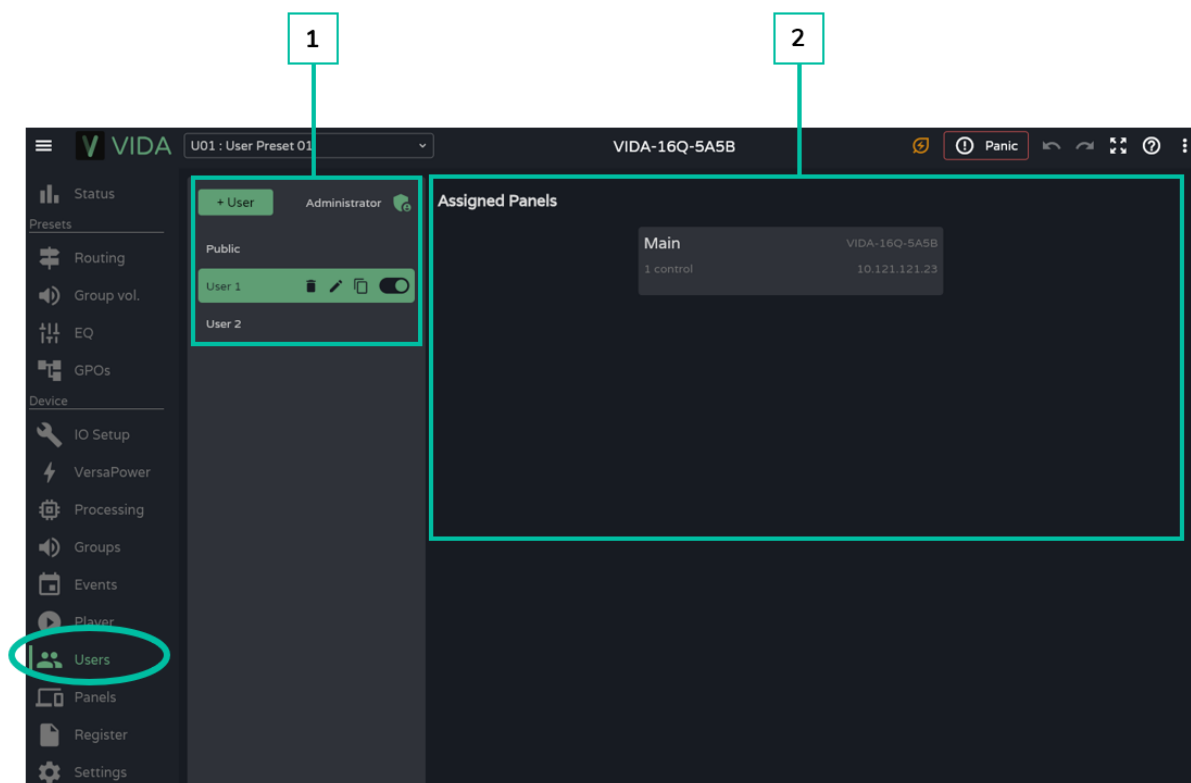 1
2
VIDA
U01 : User Preset 01
VIDA-16Q-5A5B
Panic
Status
Presets
Routing
Group vol.
EQ
GPOs
Device
IO Setup
VersaPower
Processing
Groups
Events
Player
Users
Panels
Register
Settings
+ User
Administrator
Public
User 1
User 2
Assigned Panels
Main
VIDA-16Q-5A5B
1 control
10.121.121.23